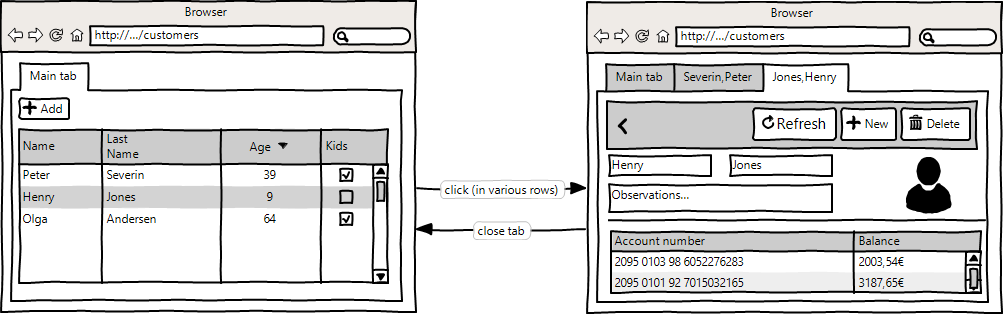 Browser
http://.../customers
Main tab
Add
Name Last Name Age Kids
Peter Severin 39
Henry Jones 9
Olga Andersen 64
click (in various rows)
close tab
Browser
http://.../customers
Main tab Severin,Peter Jones,Henry
Refresh New Delete
Henry Jones
Observations...
Account number Balance
2095 0103 98 6052276283 2003,54€
2095 0101 92 7015032165 3187,65€